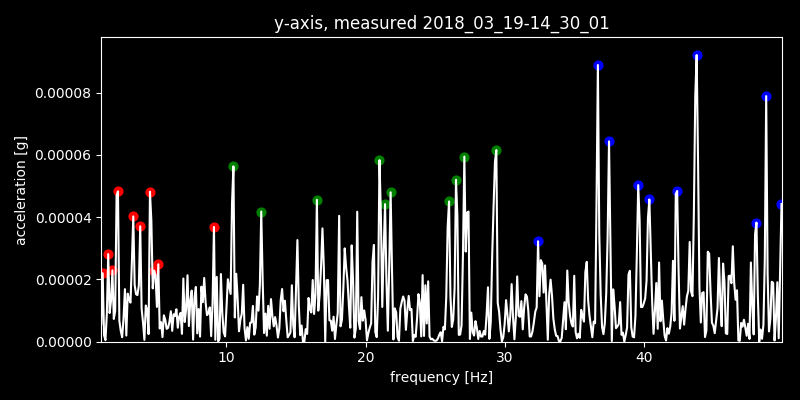 y-axis, measured 2018_03_19-14_30_01
0.00008
0.00006
0.00004
0.00002
0.00000
acceleration [g]
10 20 30 40
frequency [Hz]